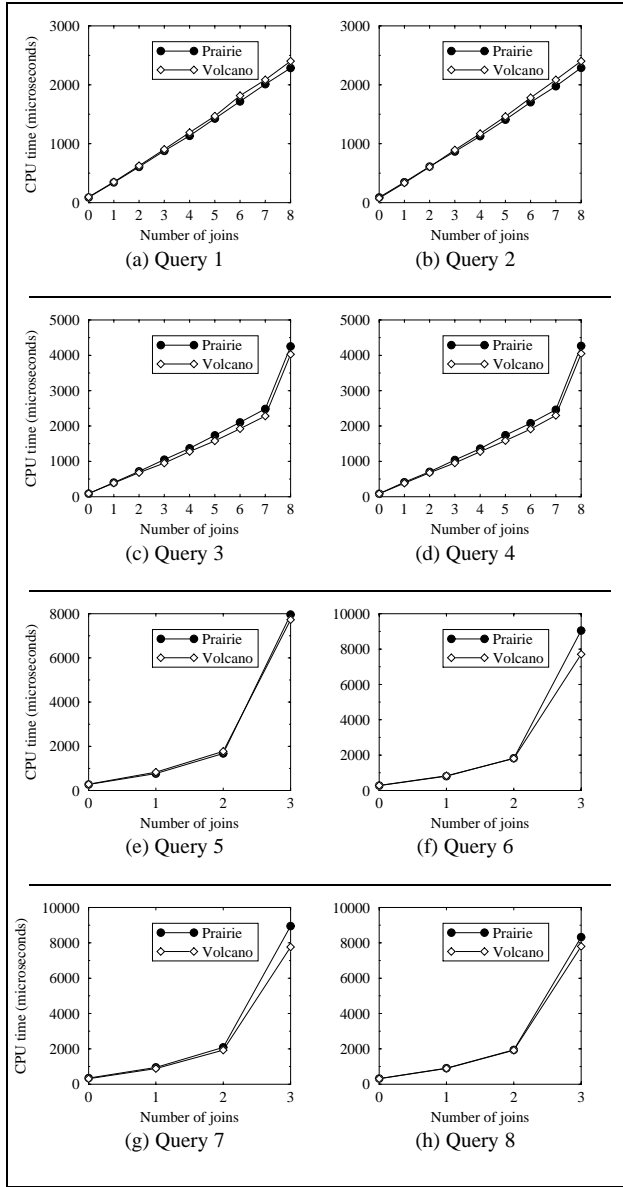 3000
2000
1000
0
CPU time (microseconds)
Prairie
Volcano
0 1 2 3 4 5 6 7 8
Number of joins
(a) Query 1
3000
2000
1000
0
Prairie
Volcano
0 1 2 3 4 5 6 7 8
Number of joins
(b) Query 2
5000
4000
3000
2000
1000
0
CPU time (microseconds)
Prairie
Volcano
0 1 2 3 4 5 6 7 8
Number of joins
(c) Query 3
5000
4000
3000
2000
1000
0
Prairie
Volcano
0 1 2 3 4 5 6 7 8
Number of joins
(d) Query 4
8000
6000
4000
2000
0
CPU time (microseconds)
Prairie
Volcano
0 1 2 3
Number of joins
(e) Query 5
10000
8000
6000
4000
2000
0
Prairie
Volcano
0 1 2 3
Number of joins
(f) Query 6
10000
8000
6000
4000
2000
0
CPU time (microseconds)
Prairie
Volcano
0 1 2 3
Number of joins
(g) Query 7
10000
8000
6000
4000
2000
0
Prairie
Volcano
0 1 2 3
Number of joins
(h) Query 8